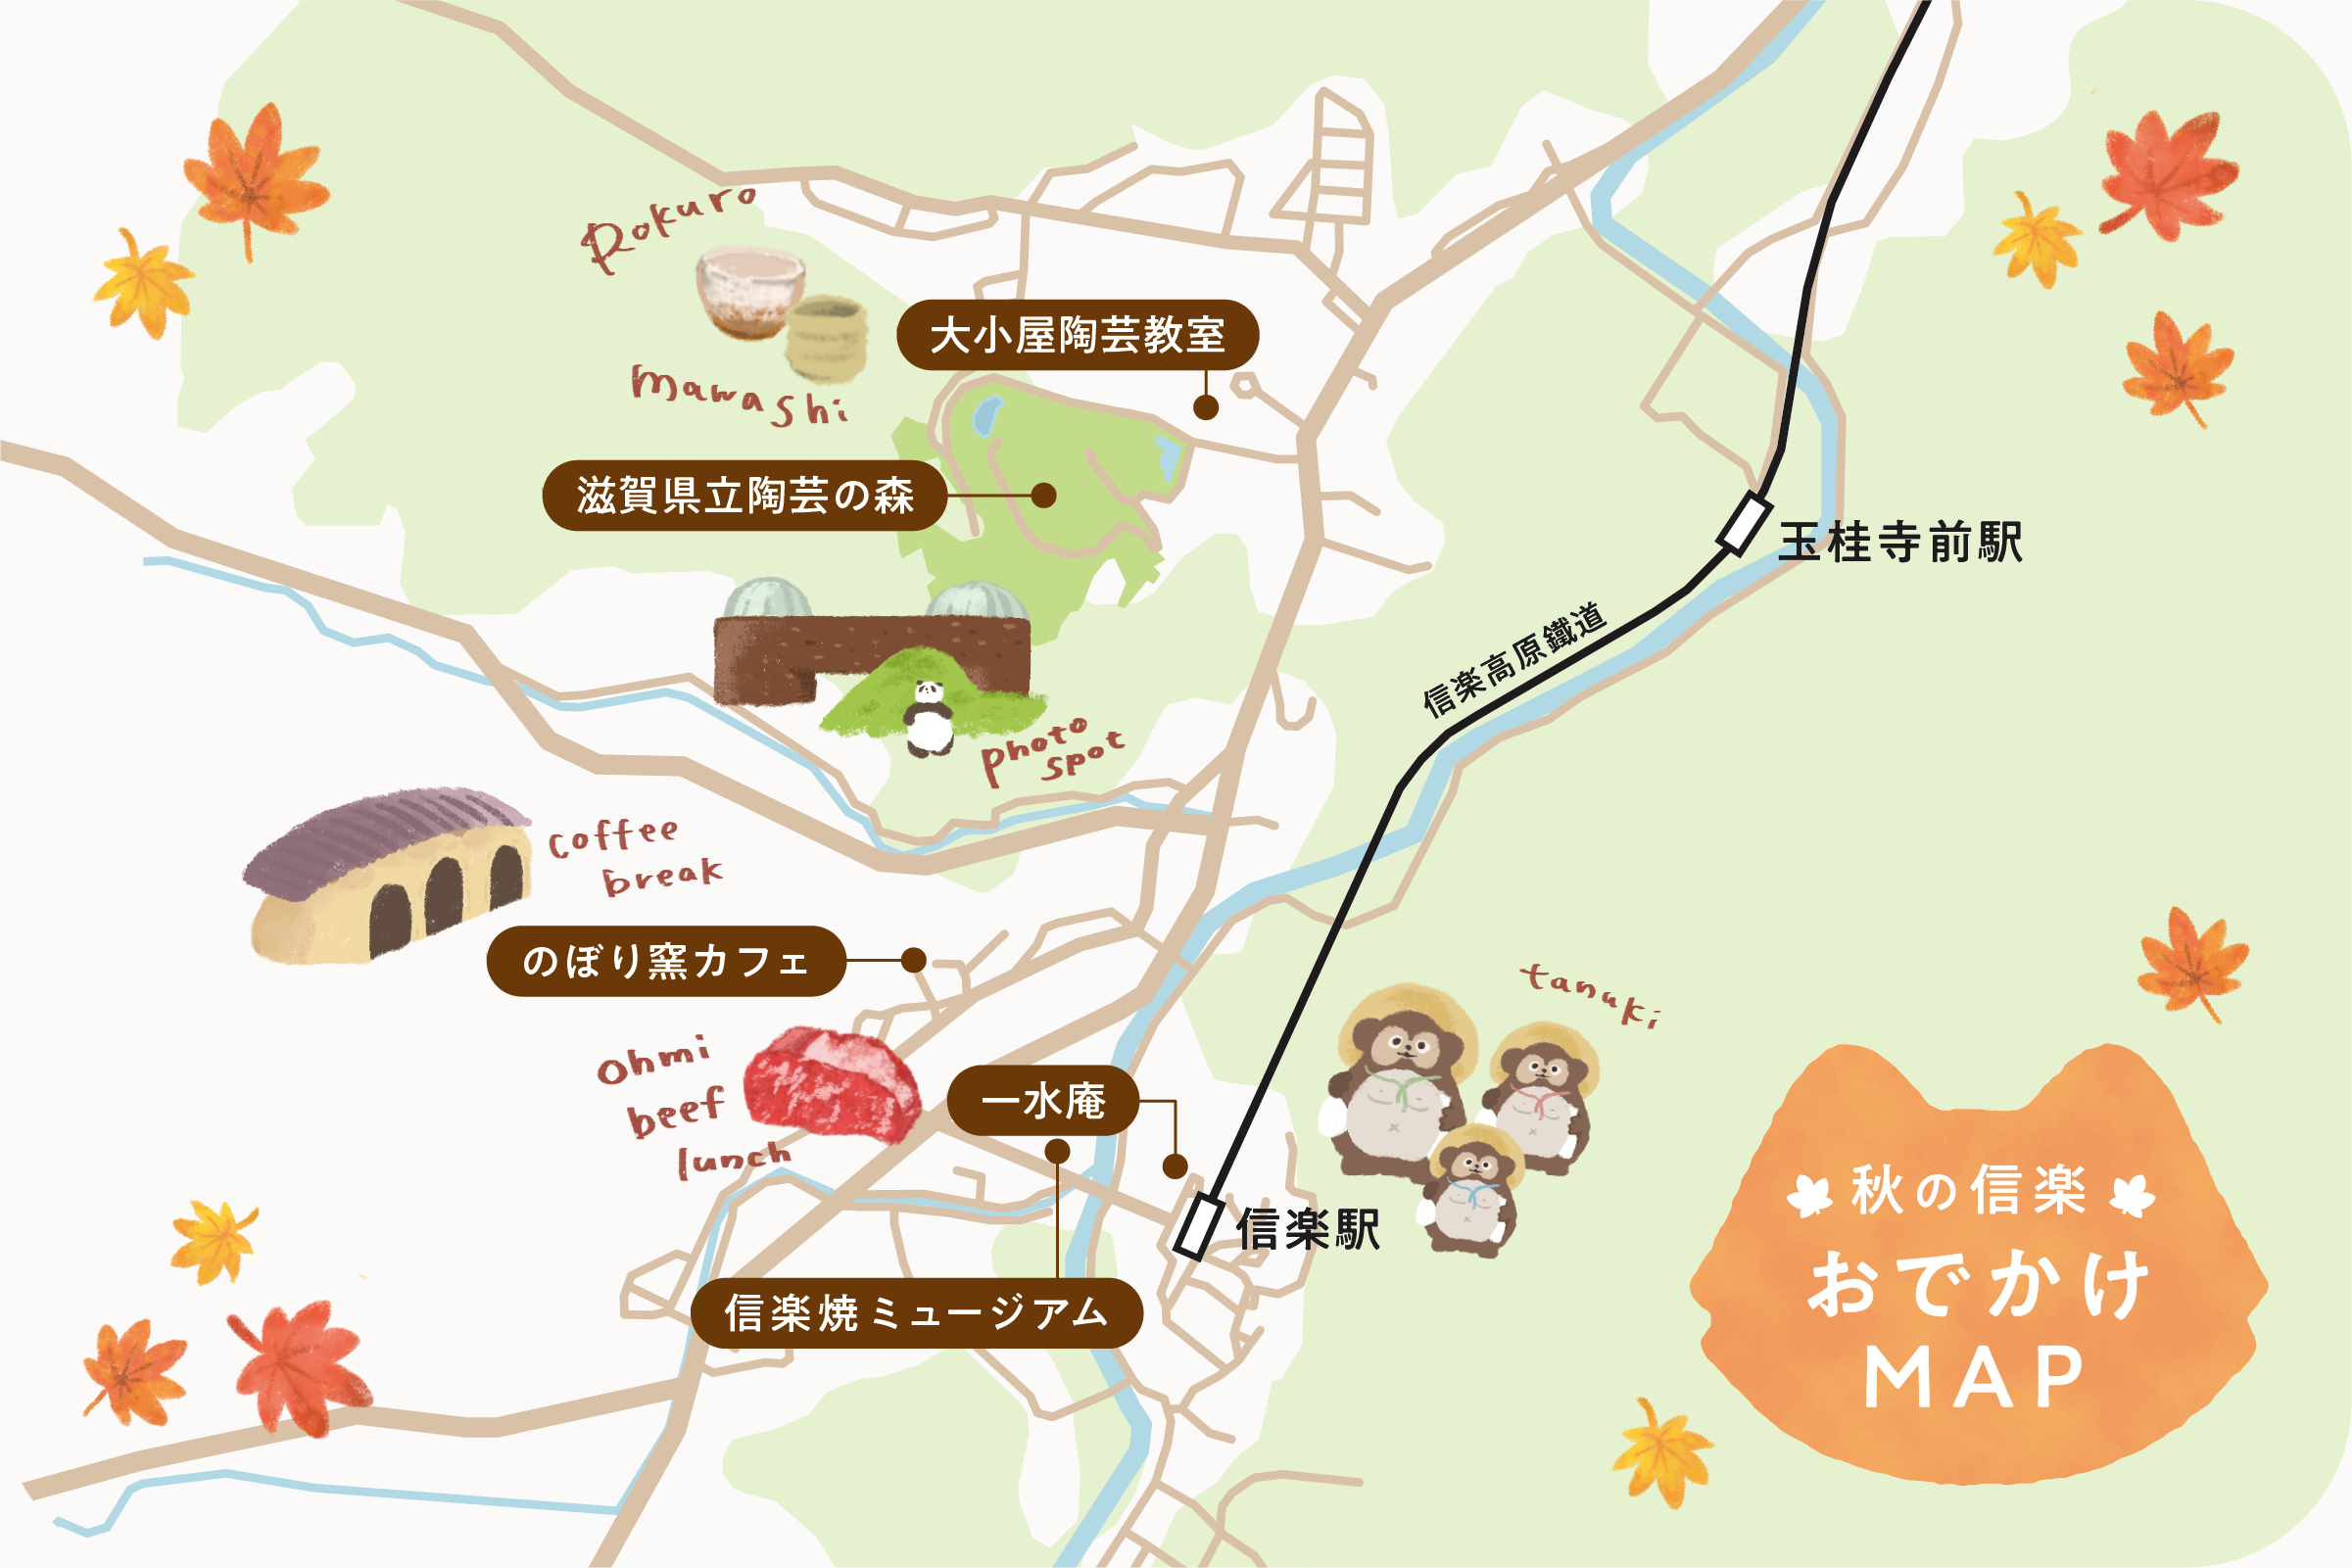 Rokuro
mawashi
大小屋陶芸教室
滋賀県立陶芸の森
玉桂寺前駅
信楽高原鐵道
photo
spot
coffee
break
のぼり窯カフェ
tanuki
ohmi
beef
lunch
一水庵
信楽駅
信楽焼ミュージアム
秋の信楽
おでかけ
MAP